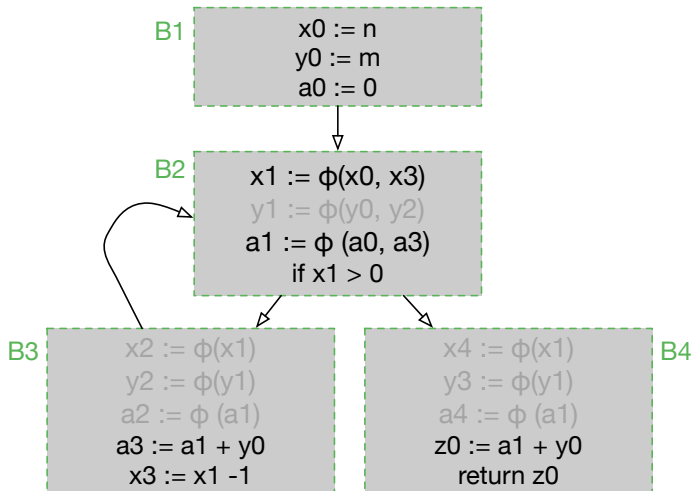 B1
x0 := n
y0 := m
a0 := 0
B2
x1 := ϕ(x0, x3)
y1 := ϕ(y0, y2)
a1 := ϕ (a0, a3)
if x1 > 0
B3
x2 := ϕ(x1)
y2 := ϕ(y1)
a2 := ϕ (a1)
a3 := a1 + y0
x3 := x1 -1
B4
x4 := ϕ(x1)
y3 := ϕ(y1)
a4 := ϕ (a1)
z0 := a1 + y0
return z0